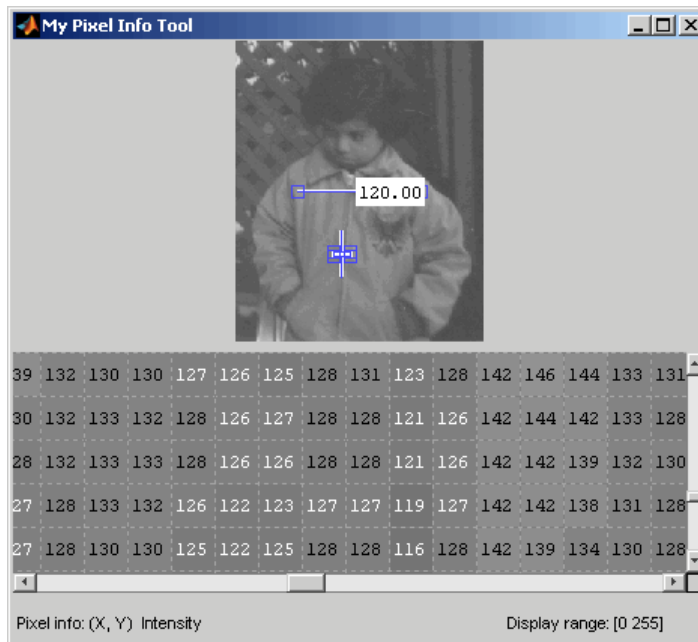 My Pixel Info Tool
120.00
39 132 130 130 127 126 125 128 131 123 128 142 146 144 133 131
30 132 133 132 128 126 127 128 128 121 126 142 144 142 133 128
28 132 133 133 128 126 126 128 128 121 126 142 142 139 132 130
27 128 133 132 126 122 123 127 127 119 127 142 142 138 131 128
27 128 130 130 125 122 125 128 128 116 128 142 139 134 130 128
Pixel info: (X, Y) Intensity
Display range: [0 255]